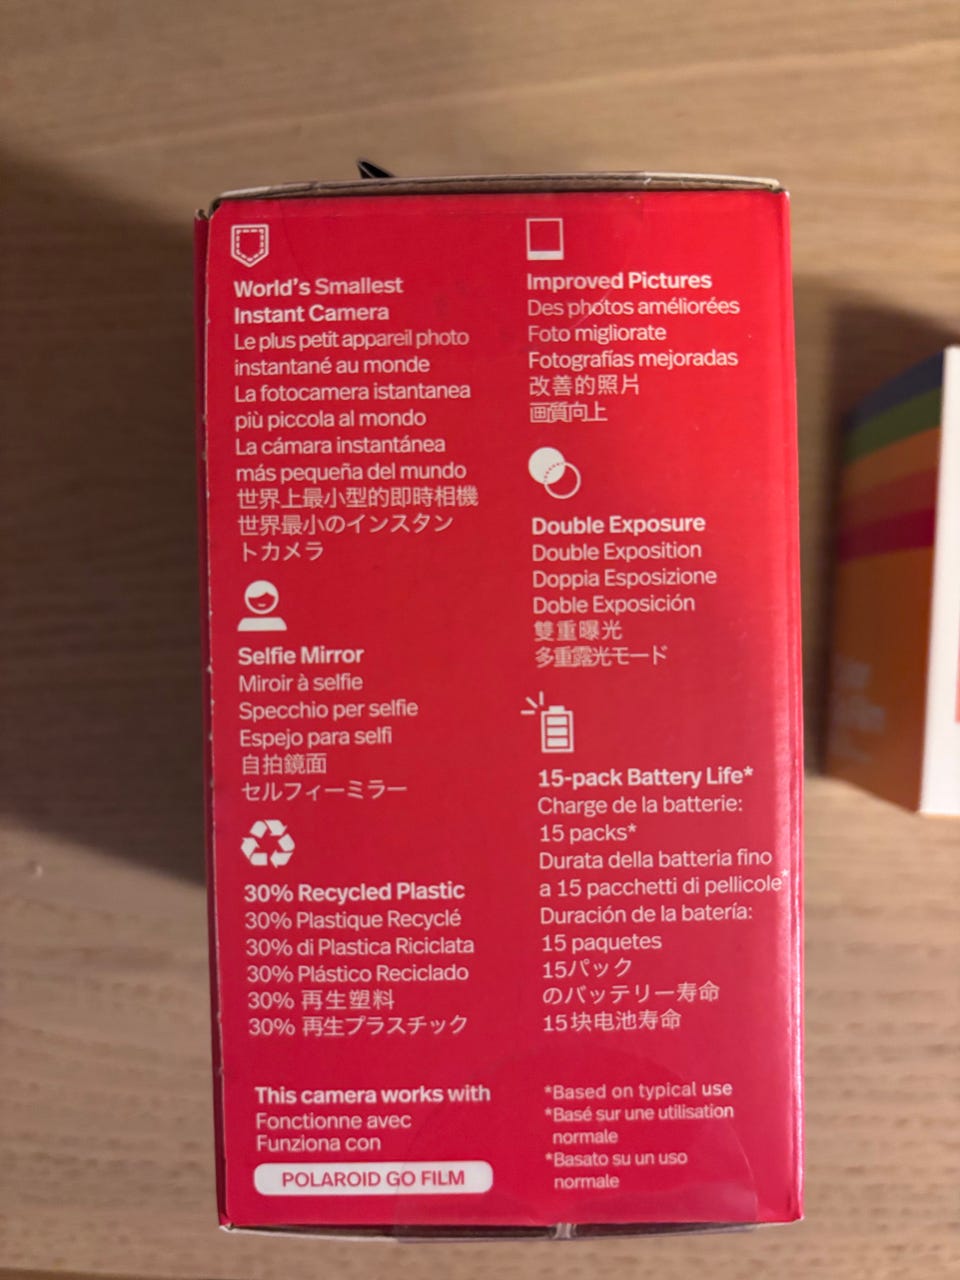 World's Smallest
Instant Camera
Le plus petit appareil photo
instantané au monde
La fotocamera istantanea
più piccola al mondo
La cámara instantánea
más pequeña del mundo
世界上最小型的即時相機
世界最小のインスタン
トカメラ
Selfie Mirror
Miroir à selfie
Specchio per selfie
Espejo para selfi
自拍鏡面
セルフィーミラー
30% Recycled Plastic
30% Plastique Recyclé
30% di Plastica Riciclata
30% Plástico Reciclado
30% 再生塑料
30% 再生プラスチック
This camera works with
Fonctionne avec
Funziona con
POLAROID GO FILM
Improved Pictures
Des photos améliorées
Foto migliorate
Fotografías mejoradas
改善的照片
画質向上
Double Exposure
Double Exposition
Doppia Esposizione
Doble Exposición
雙重曝光
多重露光モード
15-pack Battery Life*
Charge de la batterie:
15 packs*
Durata della batteria fino
a 15 pacchetti di pellicole*
Duración de la batería:
15 paquetes
15パック
のバッテリー寿命
15块电池寿命
*Based on typical use
*Basé sur une utilisation
normale
*Basato su un uso
normale